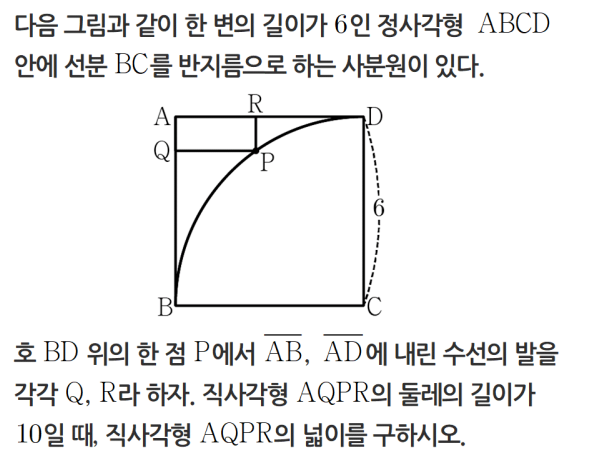 다음 그림과 같이 한 변의 길이가 6인 정사각형 ABCD
안에 선분 BC를 반지름으로 하는 사분원이 있다.
A R D
Q P
6
B C
호 BD 위의 한 점 P에서 \overline{AB}, \overline{AD}에 내린 수선의 발을
각각 Q, R라 하자. 직사각형 AQPR의 둘레의 길이가
10일 때, 직사각형 AQPR의 넓이를 구하시오.